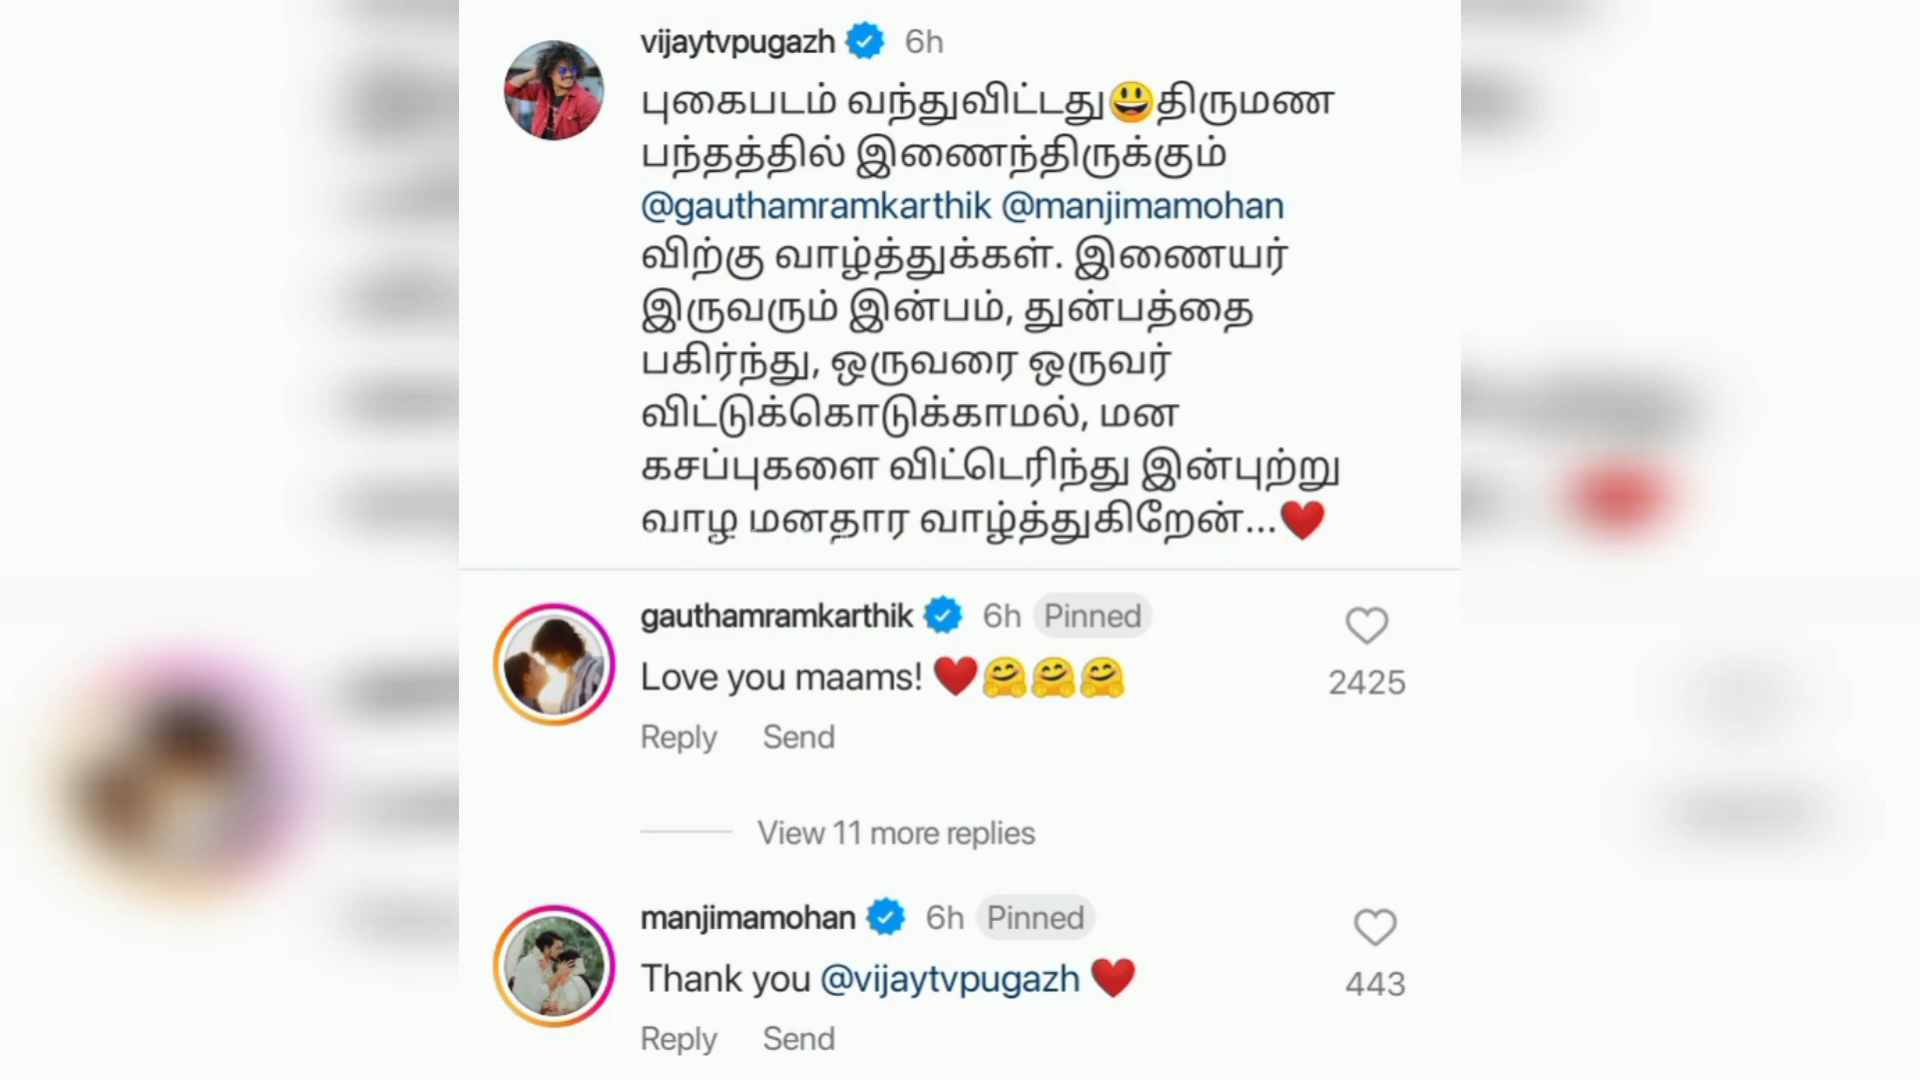 vijaytvpugazh 6h
புகைபடம் வந்துவிட்டது😃திருமண
பந்தத்தில் இணைந்திருக்கும்
@gauthamramkarthik @manjimamohan
விற்கு வாழ்த்துக்கள். இணையர்
இருவரும் இன்பம், துன்பத்தை
பகிர்ந்து, ஒருவரை ஒருவர்
விட்டுக்கொடுக்காமல், மன
கசப்புகளை விட்டெரிந்து இன்புற்று
வாழ மனதார வாழ்த்துகிறேன்...❤️
gauthamramkarthik 6h Pinned
Love you maams! ❤️🤗🤗🤗
2425
Reply Send
View 11 more replies
manjimamohan 6h Pinned
Thank you @vijaytvpugazh ❤️
443
Reply Send